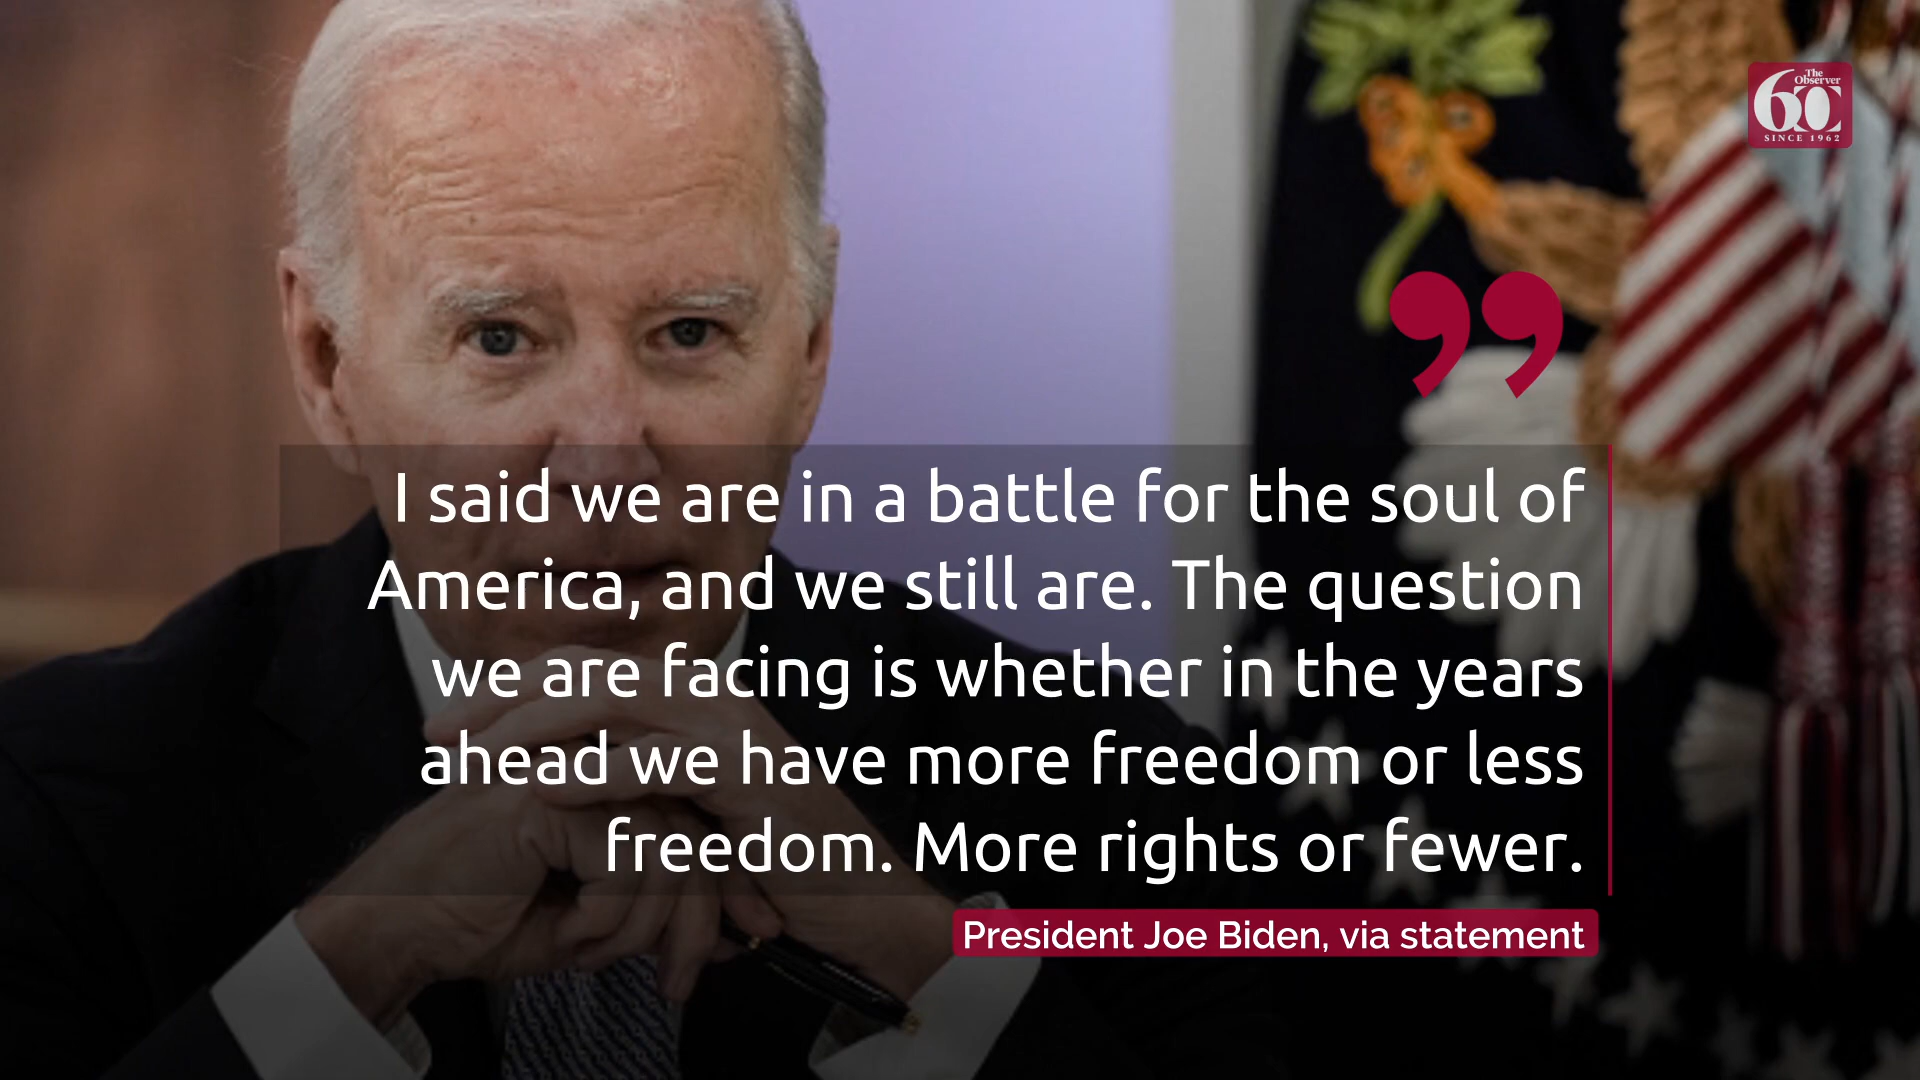 The
Observer
60
SINCE 1962
I said we are in a battle for the soul of
America, and we still are. The question
we are facing is whether in the years
ahead we have more freedom or less
freedom. More rights or fewer.
President Joe Biden, via statement